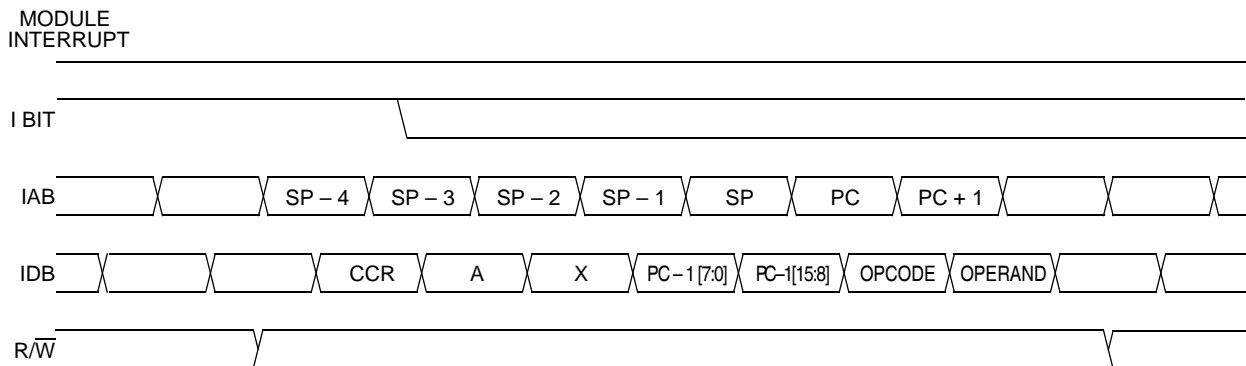 MODULE
INTERRUPT
I BIT
IAB SP – 4 SP – 3 SP – 2 SP – 1 SP PC PC + 1
IDB CCR A X PC – 1 [7:0] PC–1[15:8] OPCODE OPERAND
R/W̅